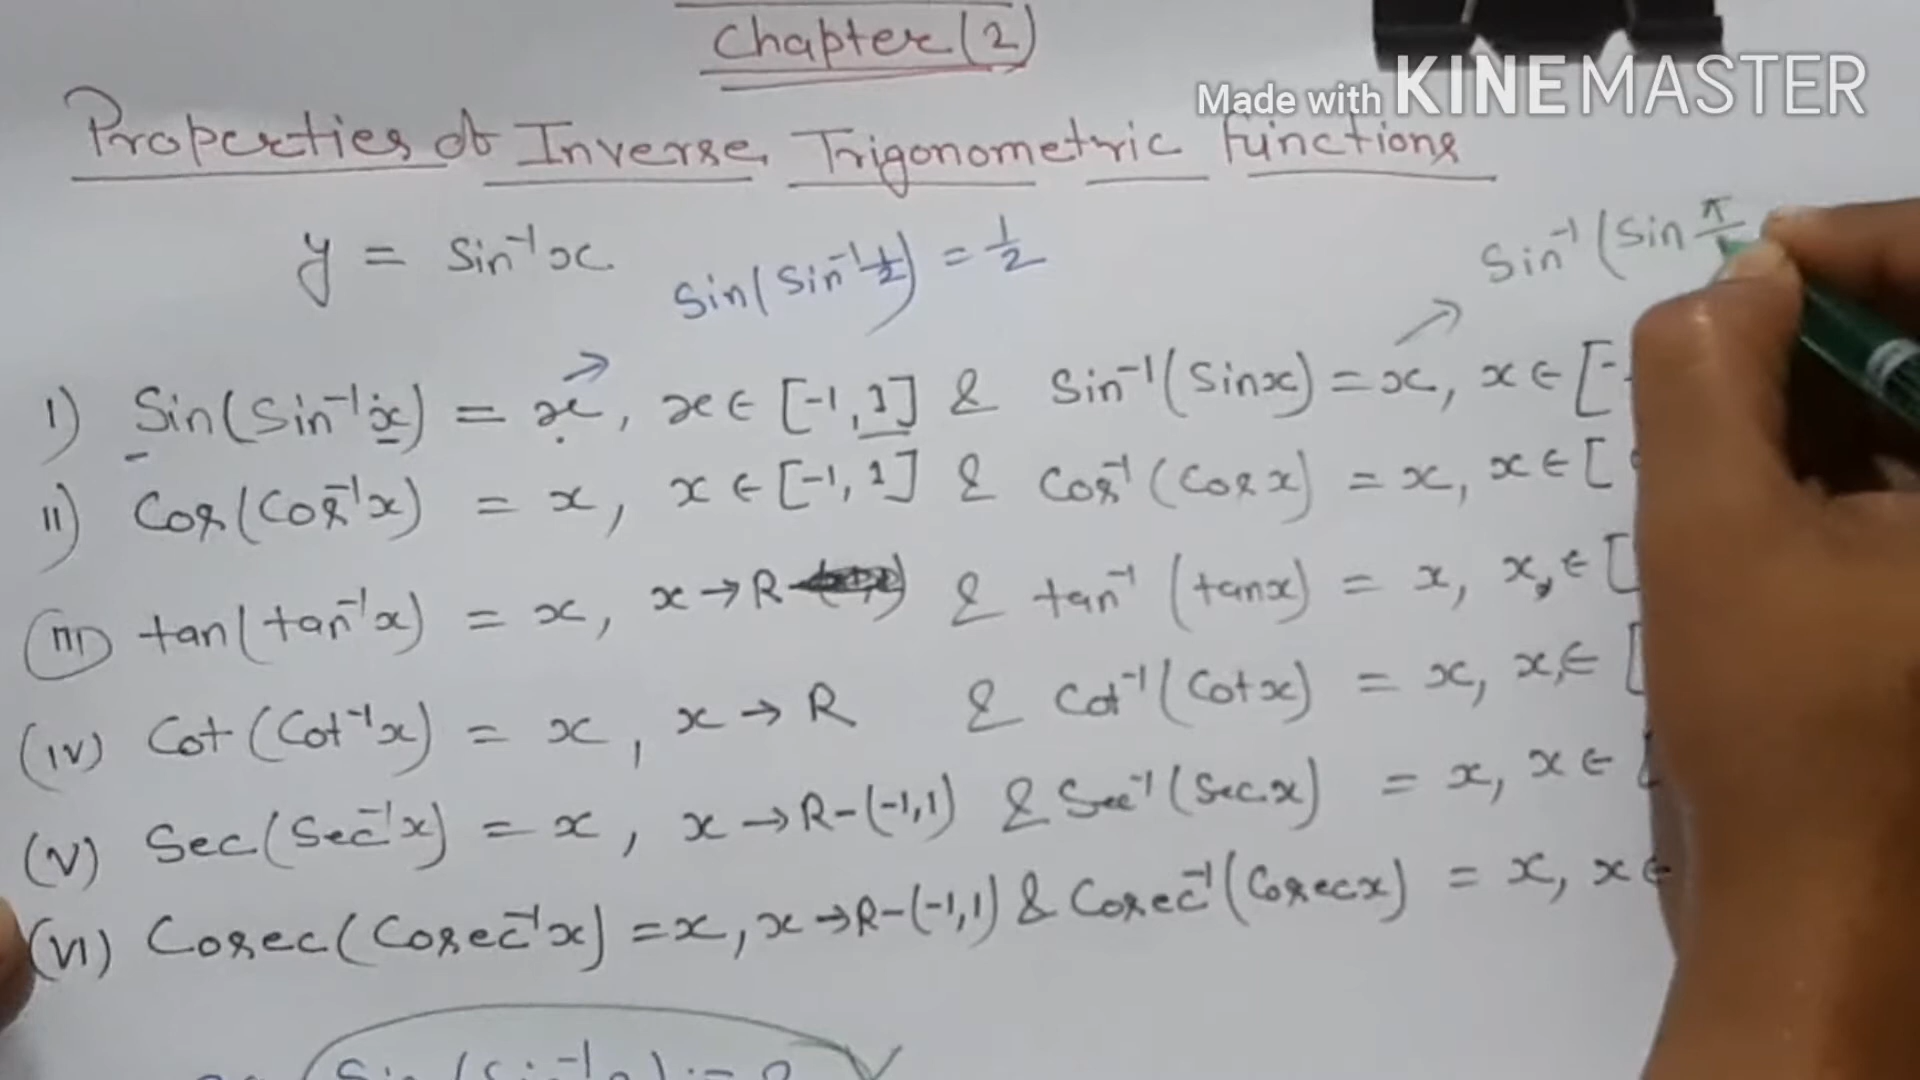 Chapter (2)
Made with KINEMASTER
Properties of Inverse Trigonometric Functions
y = Sin⁻¹x
Sin(Sin⁻¹ 1/2) = 1/2
Sin⁻¹(Sin π/
I) Sin(Sin⁻¹x) = x, x ∈ [-1, 1] & Sin⁻¹(Sinx) = x, x ∈ [-
II) Cos(Cos⁻¹x) = x, x ∈ [-1, 1] & Cos⁻¹(Cosx) = x, x ∈ [
(III) tan(tan⁻¹x) = x, x → R & tan⁻¹(tanx) = x, x ∈ [
(IV) Cot(Cot⁻¹x) = x, x → R & Cot⁻¹(Cotx) = x, x ∈ [
(V) Sec(Sec⁻¹x) = x, x → R-(-1,1) & Sec⁻¹(Secx) = x, x ∈ [
(VI) Cosec(Cosec⁻¹x) = x, x → R-(-1,1) & Cosec⁻¹(Cosecx) = x, x ∈